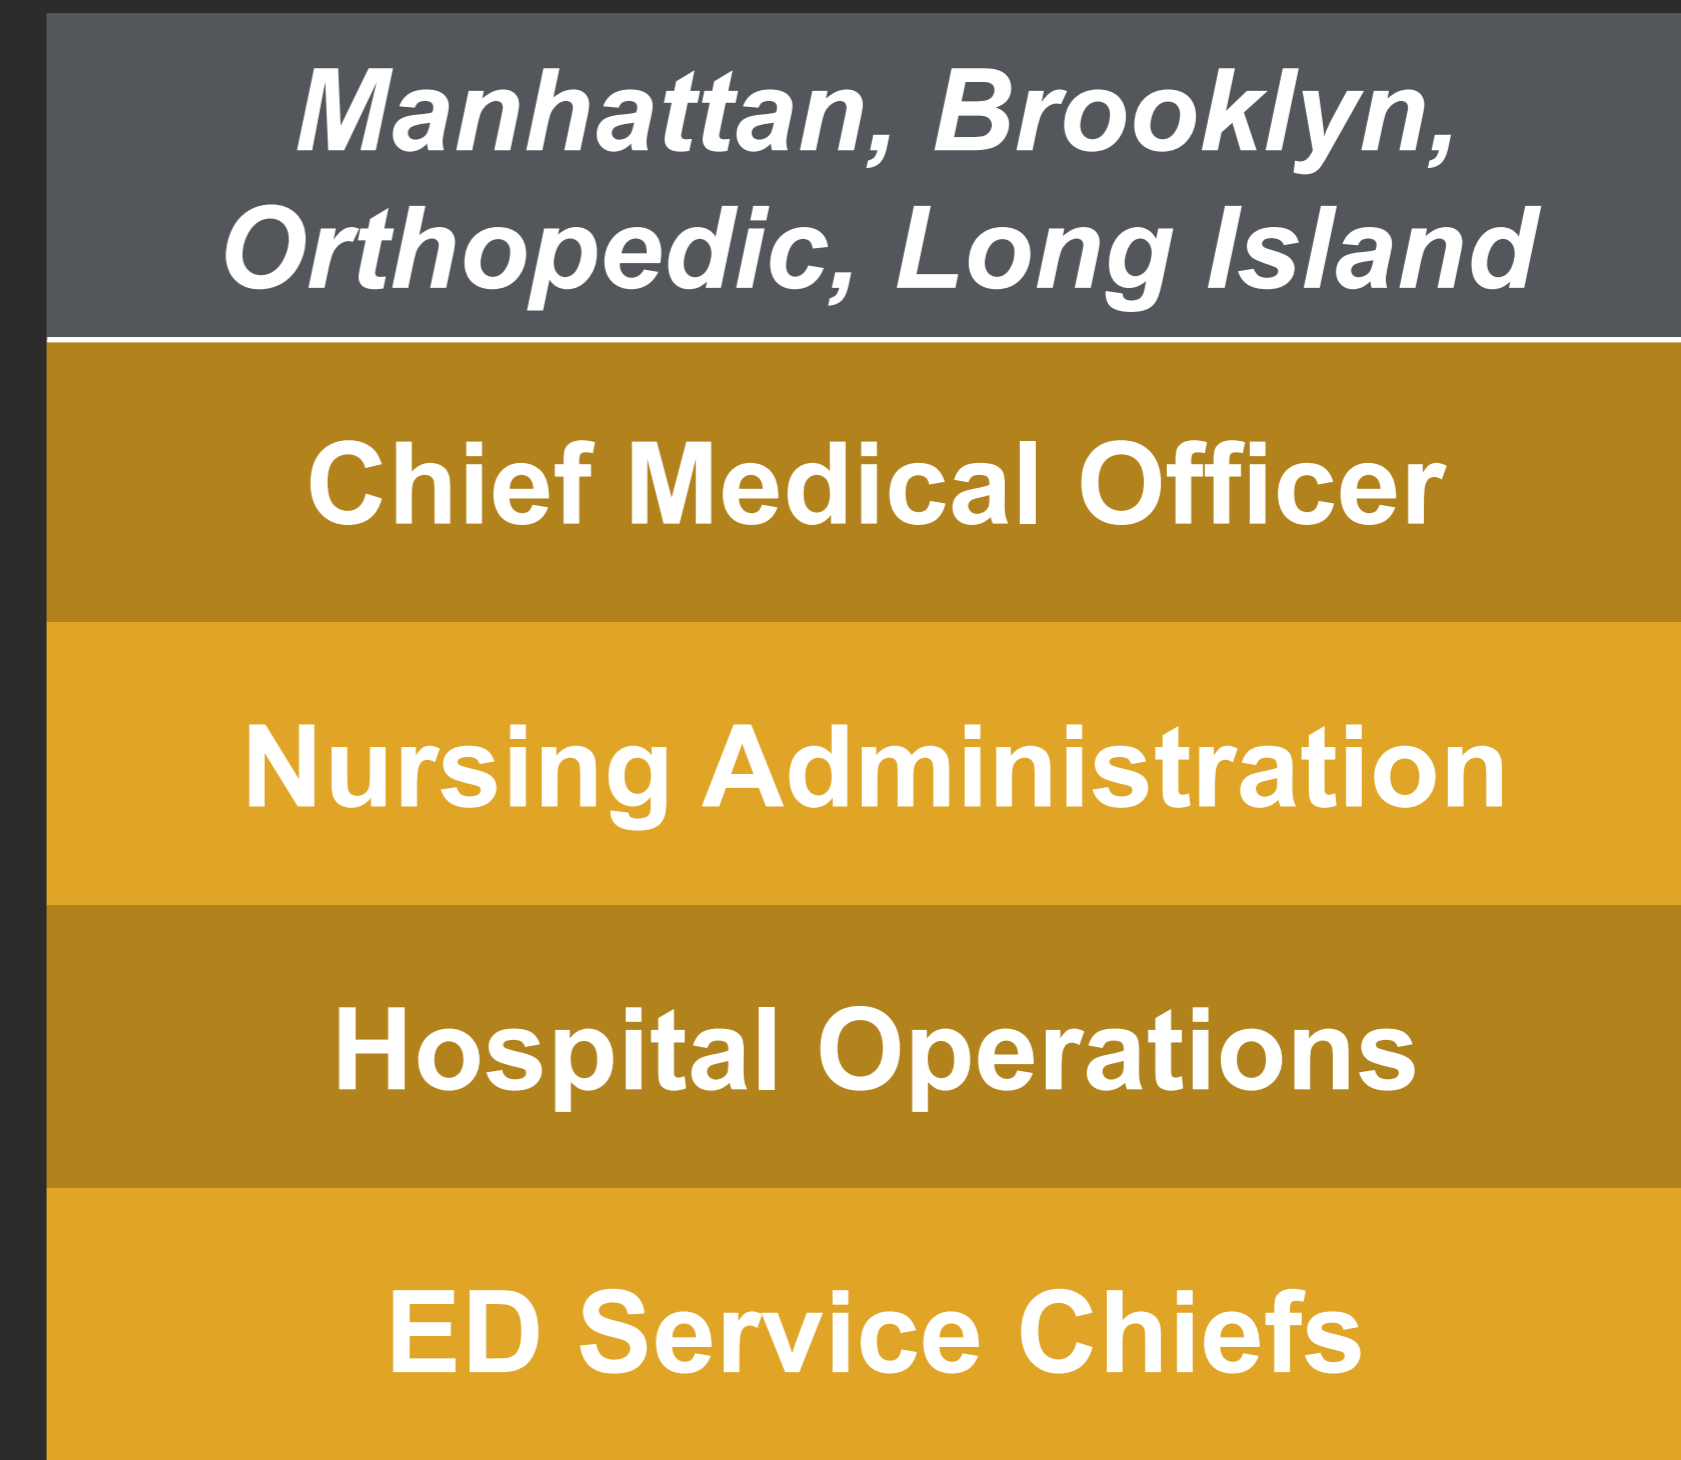 Manhattan, Brooklyn,
Orthopedic, Long Island
Chief Medical Officer
Nursing Administration
Hospital Operations
ED Service Chiefs